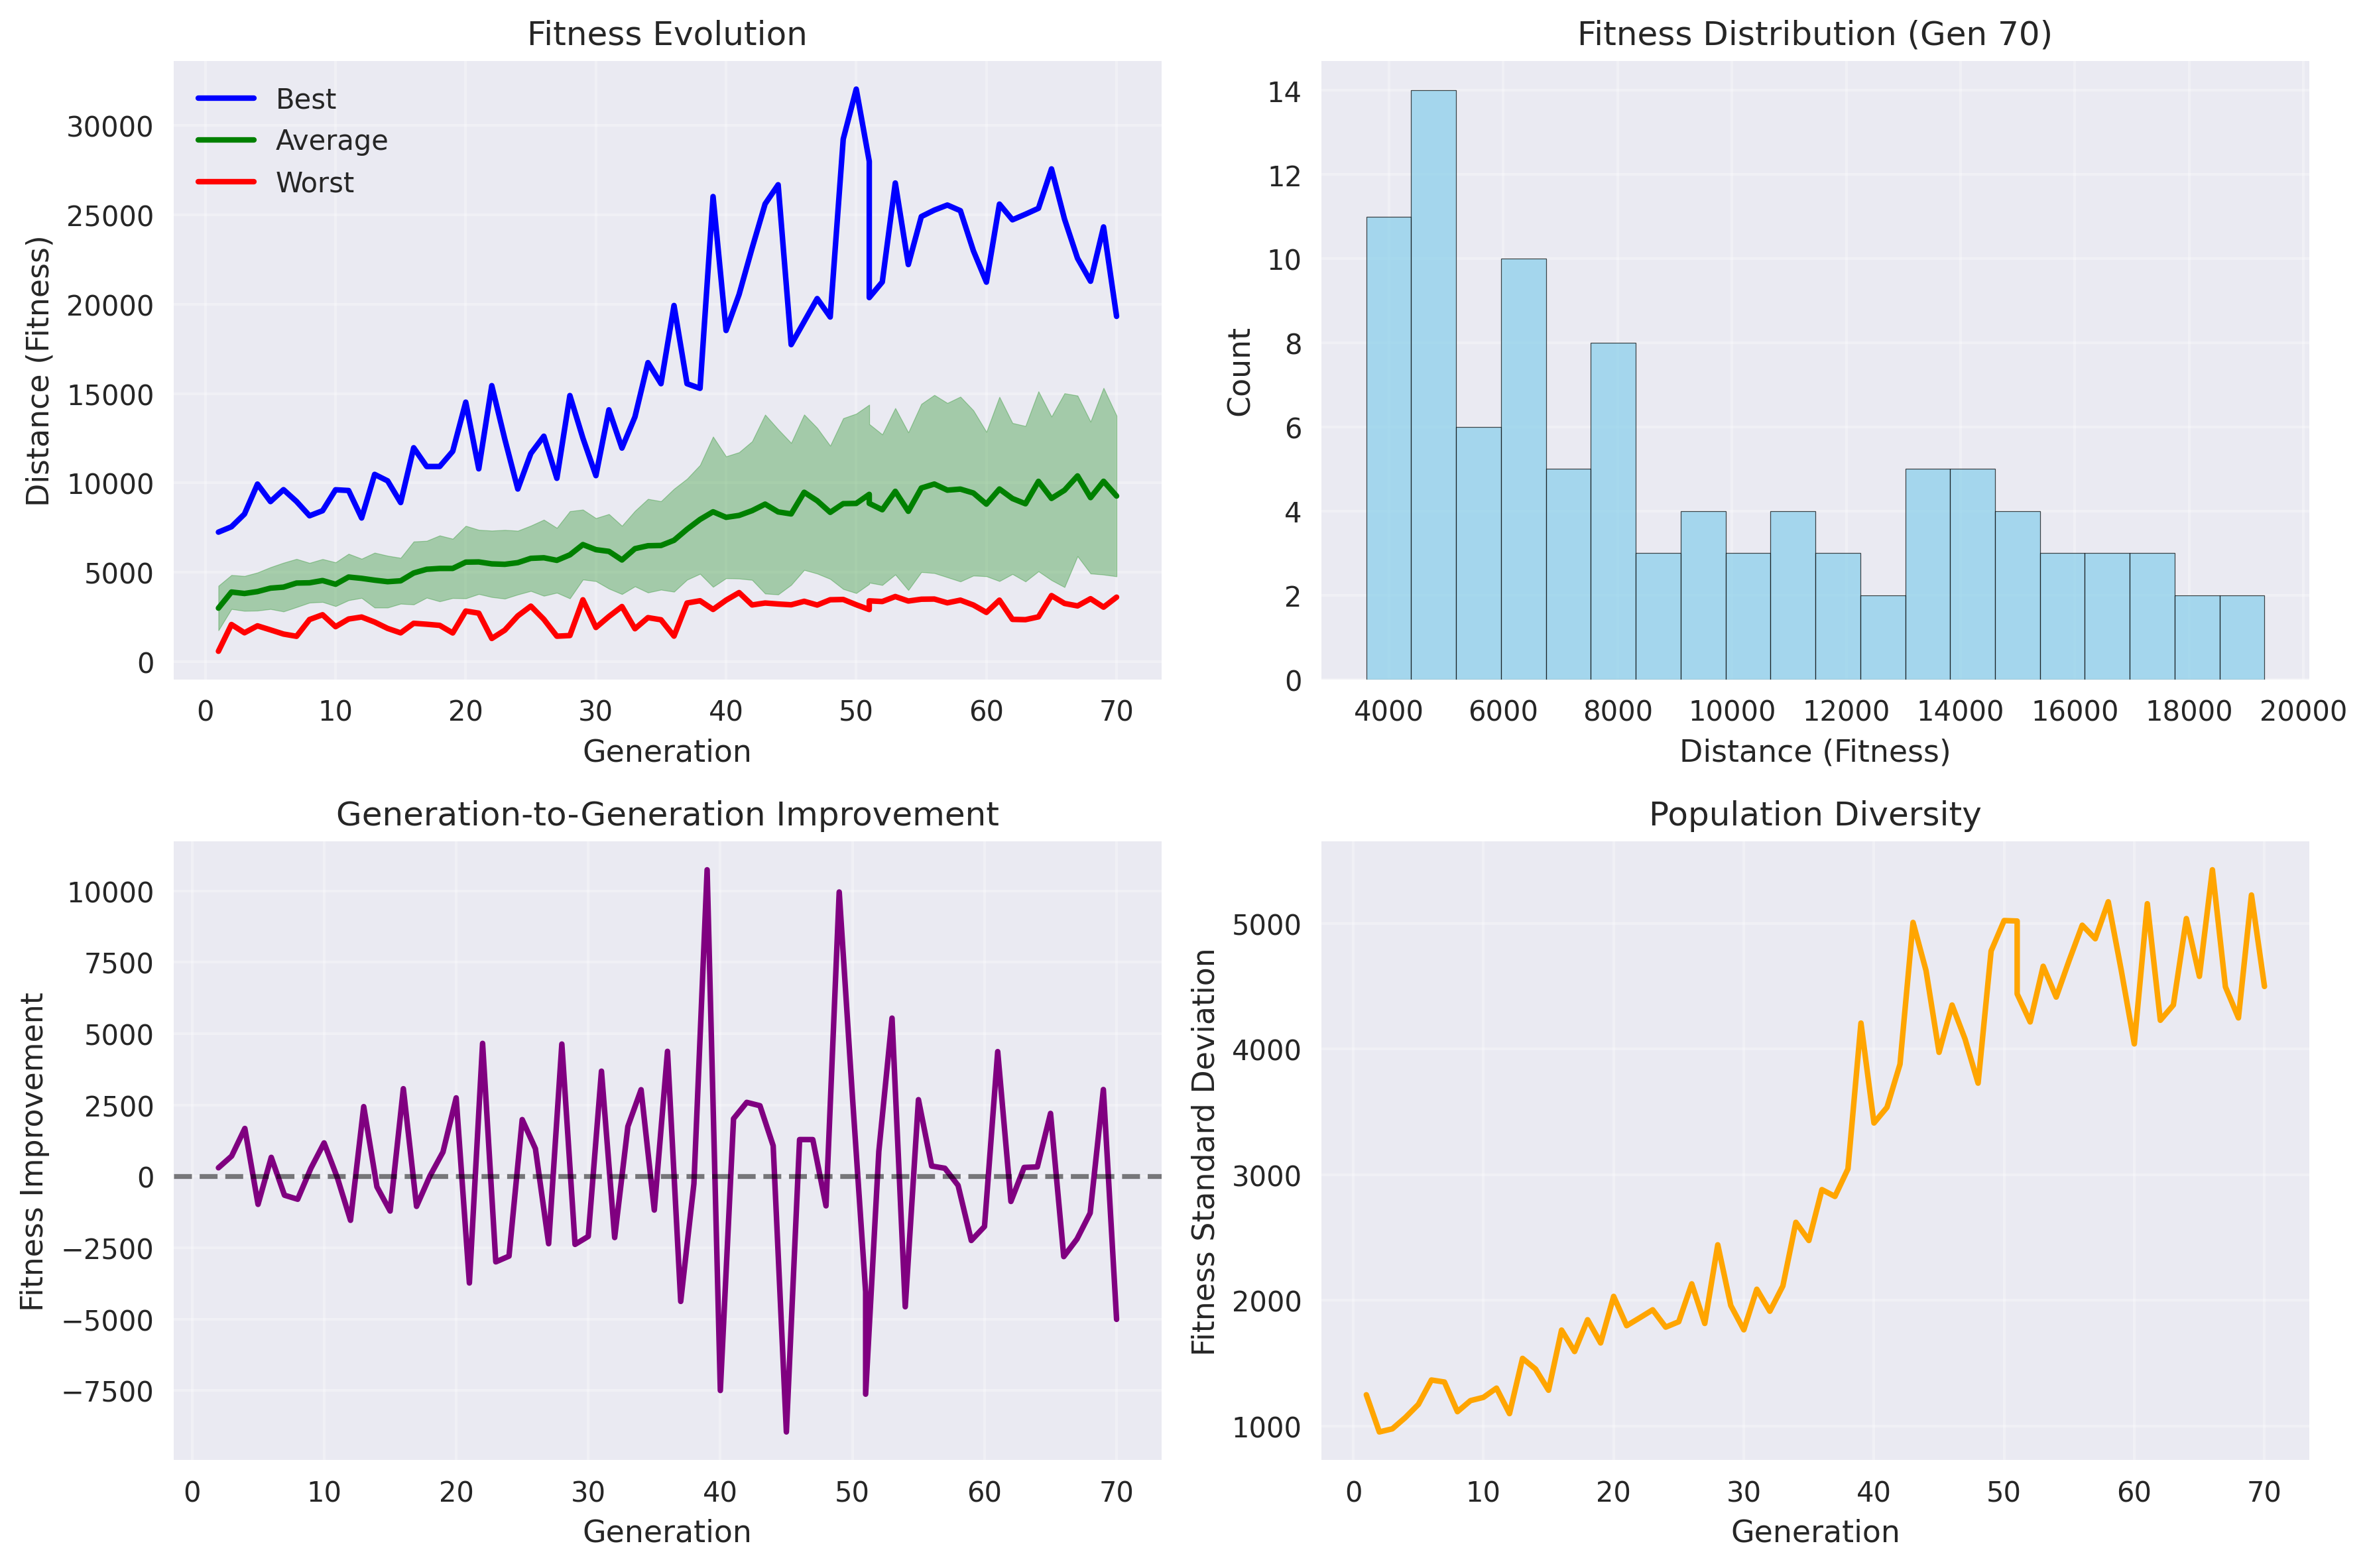 Fitness Evolution
Best
Average
Worst
Distance (Fitness)
30000
25000
20000
15000
10000
5000
0
0 10 20 30 40 50 60 70
Generation
Fitness Distribution (Gen 70)
Count
14
12
10
8
6
4
2
0
4000 6000 8000 10000 12000 14000 16000 18000 20000
Distance (Fitness)
Generation-to-Generation Improvement
Fitness Improvement
10000
7500
5000
2500
0
−2500
−5000
−7500
0 10 20 30 40 50 60 70
Generation
Population Diversity
Fitness Standard Deviation
5000
4000
3000
2000
1000
0 10 20 30 40 50 60 70
Generation